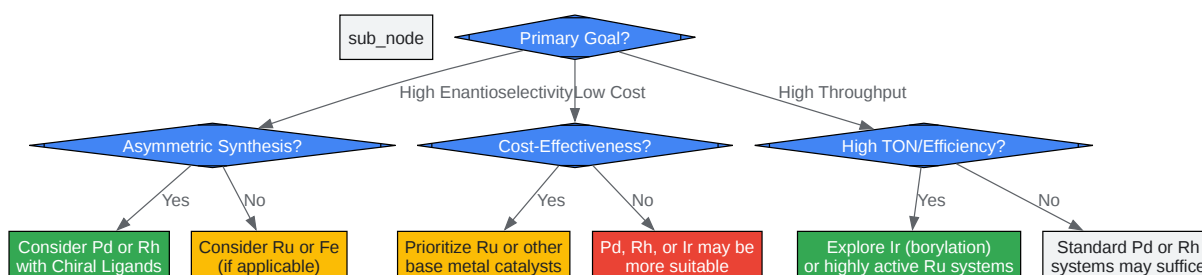 sub_node
Primary Goal?
High Enantioselectivity
Low Cost
High Throughput
Asymmetric Synthesis?
Cost-Effectiveness?
High TON/Efficiency?
Yes
No
Yes
No
Yes
No
Consider Pd or Rh
with Chiral Ligands
Consider Ru or Fe
(if applicable)
Prioritize Ru or other
base metal catalysts
Pd, Rh, or Ir may be
more suitable
Explore Ir (borylation)
or highly active Ru systems
Standard Pd or Rh
systems may suffic